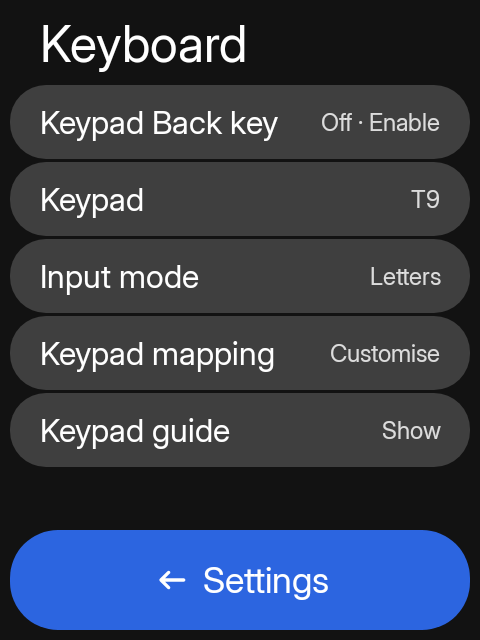 Keyboard
Keypad Back key Off · Enable
Keypad T9
Input mode Letters
Keypad mapping Customise
Keypad guide Show
← Settings